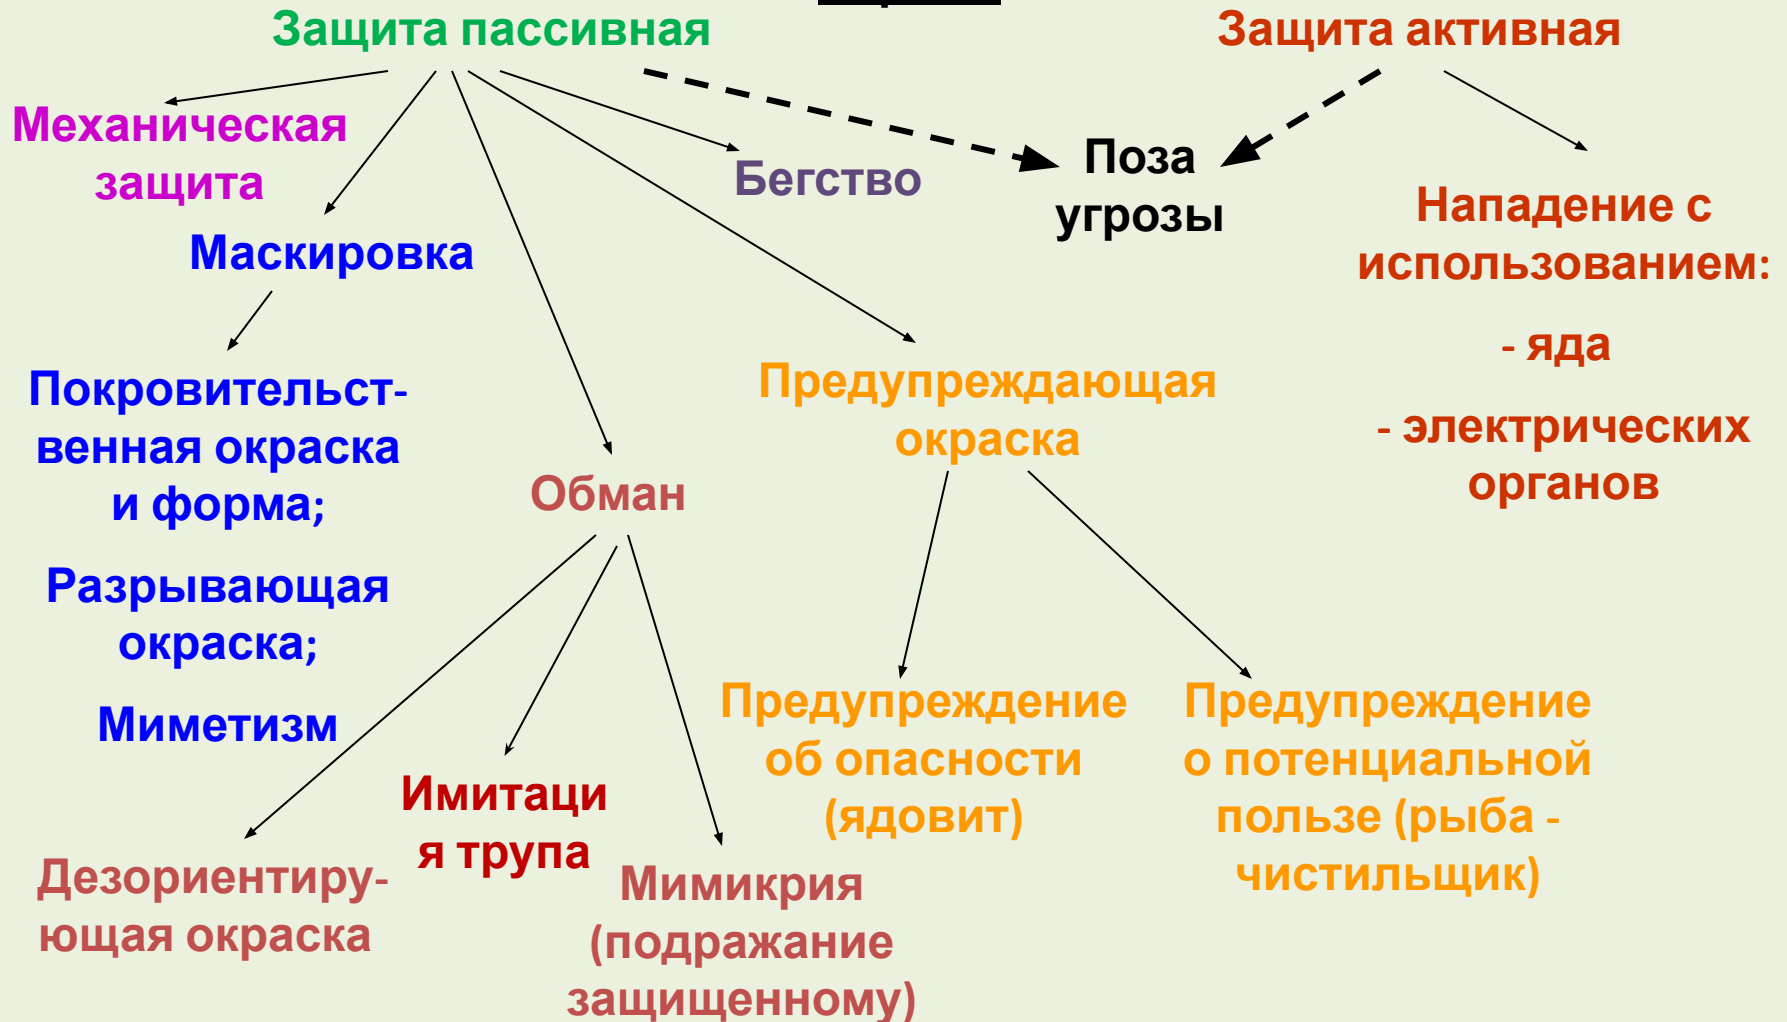 Защита пассивная
Защита активная
Механическая
защита
Маскировка
Покровительст-
венная окраска
и форма;
Разрывающая
окраска;
Миметизм
Обман
Дезориентиру-
ющая окраска
Имитаци
я трупа
Мимикрия
(подражание
защищенному)
Предупреждающая
окраска
Предупреждение
об опасности
(ядовит)
Предупреждение
о потенциальной
пользе (рыба -
чистильщик)
Бегство
Поза
угрозы
Нападение с
использованием:
- яда
- электрических
органов